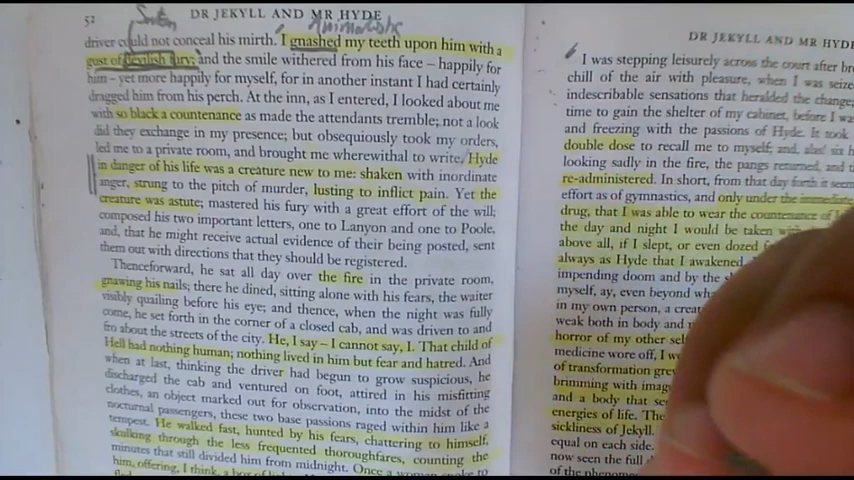 52
DR JEKYLL AND MR HYDE
Satan
Animalistic
driver could not conceal his mirth. I gnashed my teeth upon him with a
gust of devilish fury; and the smile withered from his face – happily for
him – yet more happily for myself, for in another instant I had certainly
dragged him from his perch. At the inn, as I entered, I looked about me
with so black a countenance as made the attendants tremble; not a look
did they exchange in my presence; but obsequiously took my orders,
led me to a private room, and brought me wherewithal to write. Hyde
in danger of his life was a creature new to me: shaken with inordinate
anger, strung to the pitch of murder, lusting to inflict pain. Yet the
creature was astute; mastered his fury with a great effort of the will;
composed his two important letters, one to Lanyon and one to Poole,
and, that he might receive actual evidence of their being posted, sent
them out with directions that they should be registered.
Thenceforward, he sat all day over the fire in the private room,
gnawing his nails; there he dined, sitting alone with his fears, the waiter
visibly quailing before his eye; and thence, when the night was fully
come, he set forth in the corner of a closed cab, and was driven to and
fro about the streets of the city. He, I say – I cannot say, I. That child of
Hell had nothing human; nothing lived in him but fear and hatred. And
when at last, thinking the driver had begun to grow suspicious, he
discharged the cab and ventured on foot, attired in his misfitting
clothes, an object marked out for observation, into the midst of the
nocturnal passengers, these two base passions raged within him like a
tempest. He walked fast, hunted by his fears, chattering to himself,
skulking through the less frequented thoroughfares, counting the
minutes that still divided him from midnight. Once a woman spoke to
him, offering, I think, a box of
DR JEKYLL AND MR HYDE
I was stepping leisurely across the court after
chill of the air with pleasure, when I was
indescribable sensations that heralded the change;
time to gain the shelter of my cabinet, before I
and freezing with the passions of Hyde. It took
double dose to recall me to myself; and, alas! six
looking sadly in the fire, the pangs returned, and
re-administered. In short, from that day forth it
effort as of gymnastics, and only under the immediate
drug, that I was able to wear the countenance of
the day and night I would be taken
above all, if I slept, or even dozed
always as Hyde that I awakened.
impending doom and by the
myself, ay, even beyond
in my own person, a
weak both in body and
horror of my other
medicine wore off, I
of transformation
brimming with
and a body that
energies of life. The
sickliness of Jekyll.
equal on each side.
now seen the full
of the